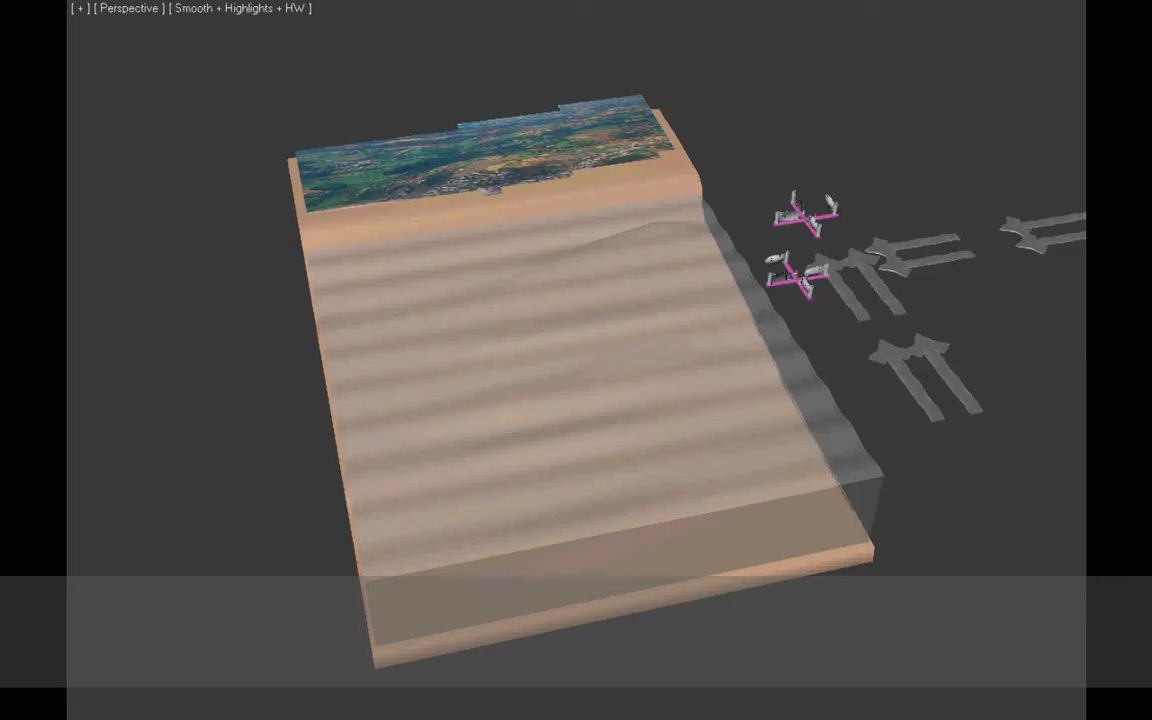 [ + ] [ Perspective ] [ Smooth + Highlights + HW ]